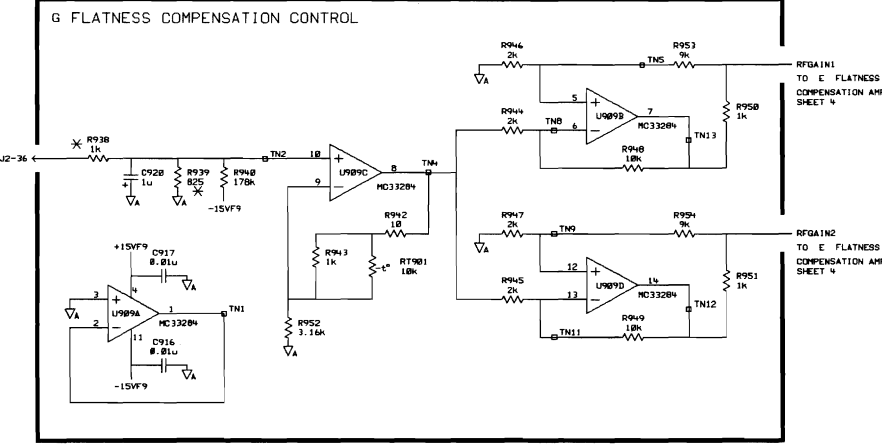 G FLATNESS COMPENSATION CONTROL
R946
2k
A
TN5
R953
9k
RFGAIN1
TO E FLATNESS
COMPENSATION AMP
SHEET 4
5
6
7
+
−
U909B
MC33284
R944
2k
TN8
R948
10k
TN13
R950
1k
J2-36
* R938
1k
C920
1u
+
A
R939
825
*
A
R940
178k
-15VF9
TN2
10
9
8
+
−
U909C
MC33284
TN4
R942
10
R943
1k
RT901
10k
-t°
R952
3.16k
A
R947
2k
A
TN9
R954
9k
RFGAIN2
TO E FLATNESS
COMPENSATION AMP
SHEET 4
12
13
14
+
−
U909D
MC33284
R945
2k
TN11
R949
10k
TN12
R951
1k
+15VF9
C917
0.01u
A
4
3
2
1
11
+
−
U909A
MC33284
TN1
A
C916
0.01u
A
-15VF9